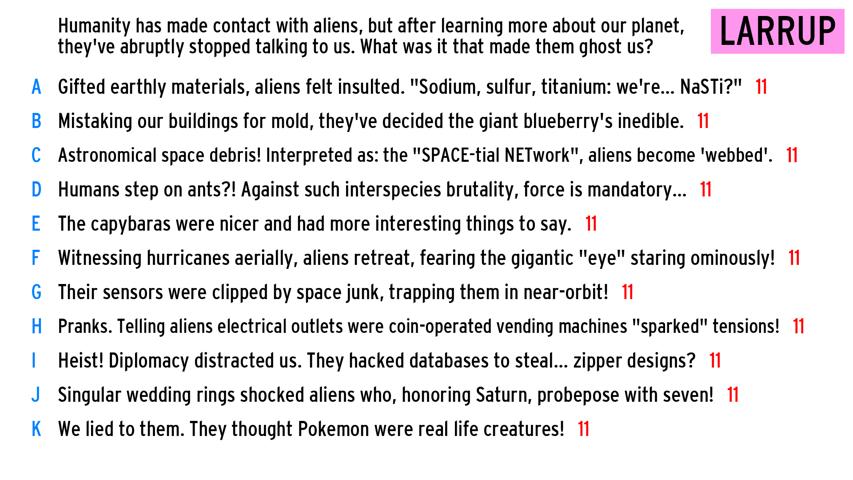 Humanity has made contact with aliens, but after learning more about our planet,
they've abruptly stopped talking to us. What was it that made them ghost us?
LARRUP
A Gifted earthly materials, aliens felt insulted. "Sodium, sulfur, titanium: we're... NaSTi?" 11
B Mistaking our buildings for mold, they've decided the giant blueberry's inedible. 11
C Astronomical space debris! Interpreted as: the "SPACE-tial NETwork", aliens become 'webbed'. 11
D Humans step on ants?! Against such interspecies brutality, force is mandatory... 11
E The capybaras were nicer and had more interesting things to say. 11
F Witnessing hurricanes aerially, aliens retreat, fearing the gigantic "eye" staring ominously! 11
G Their sensors were clipped by space junk, trapping them in near-orbit! 11
H Pranks. Telling aliens electrical outlets were coin-operated vending machines "sparked" tensions! 11
I Heist! Diplomacy distracted us. They hacked databases to steal... zipper designs? 11
J Singular wedding rings shocked aliens who, honoring Saturn, probepose with seven! 11
K We lied to them. They thought Pokemon were real life creatures! 11